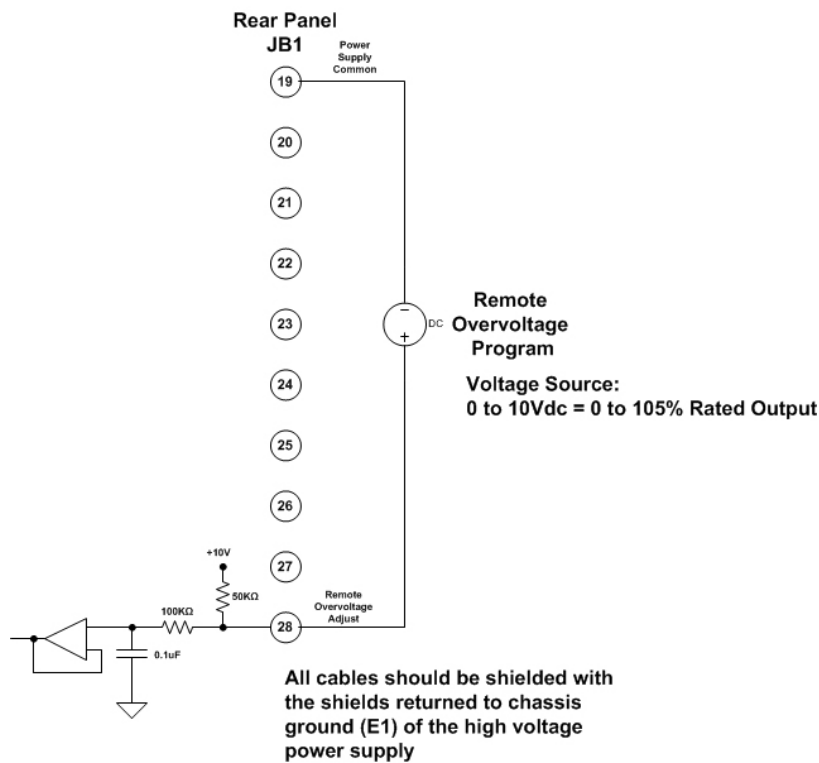 Rear Panel
JB1
Power
Supply
Common
19
20
21
22
23
24
25
26
27
28
−
+
DC
Remote
Overvoltage
Program
Voltage Source:
0 to 10Vdc = 0 to 105% Rated Output
+10V
50KΩ
100KΩ
0.1uF
Remote
Overvoltage
Adjust
All cables should be shielded with
the shields returned to chassis
ground (E1) of the high voltage
power supply